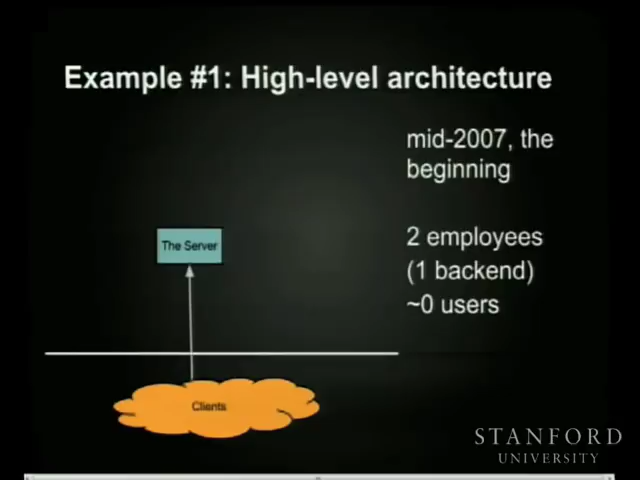 Example #1: High-level architecture
mid-2007, the
beginning
2 employees
(1 backend)
~0 users
The Server
Clients
STANFORD
UNIVERSITY